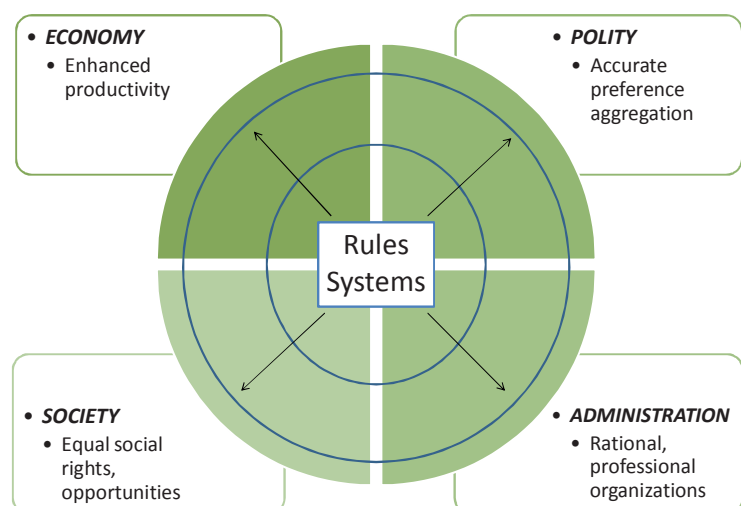 • ECONOMY
• Enhanced
productivity
• POLITY
• Accurate
preference
aggregation
Rules
Systems
• SOCIETY
• Equal social
rights,
opportunities
• ADMINISTRATION
• Rational,
professional
organizations